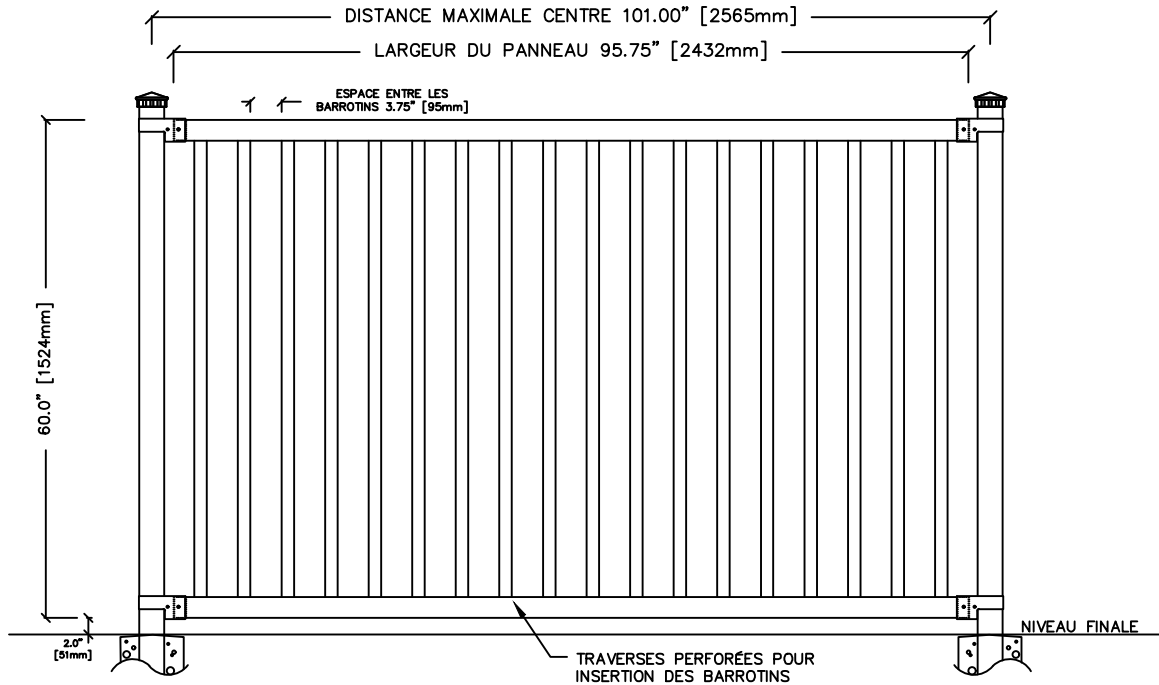 DISTANCE MAXIMALE CENTRE 101.00" [2565mm]
LARGEUR DU PANNEAU 95.75" [2432mm]
ESPACE ENTRE LES
BARROTINS 3.75" [95mm]
60.0" [1524mm]
2.0"
[51mm]
NIVEAU FINALE
TRAVERSES PERFORÉES POUR
INSERTION DES BARROTINS